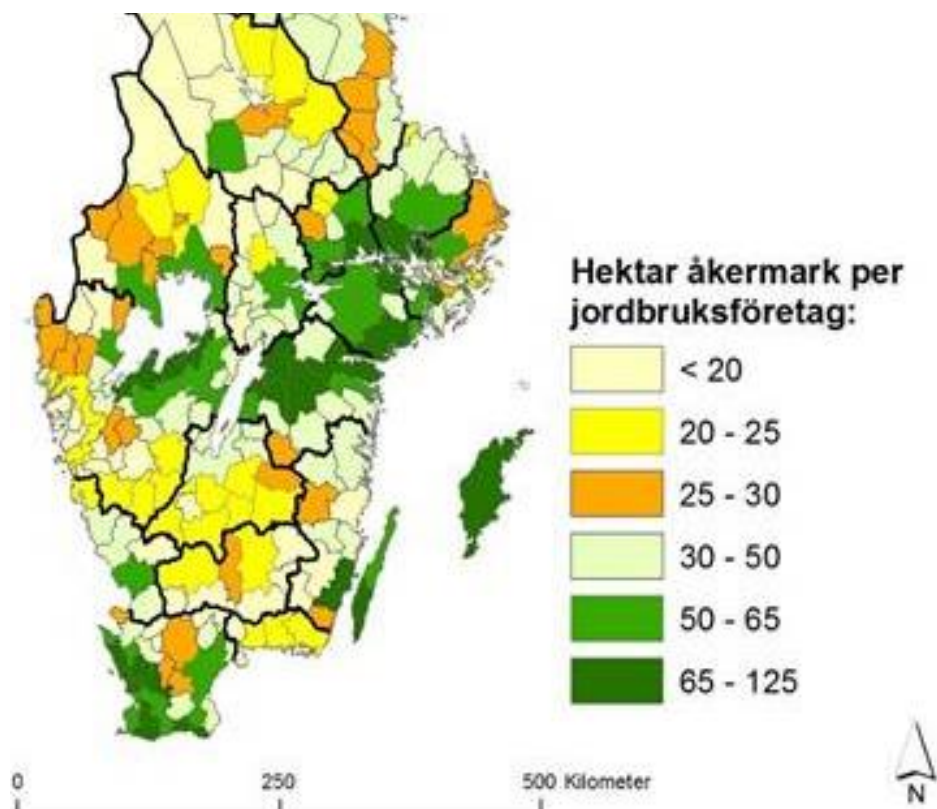 Hektar åkermark per
jordbruksföretag:
< 20
20 - 25
25 - 30
30 - 50
50 - 65
65 - 125
0 250 500 Kilometer
N